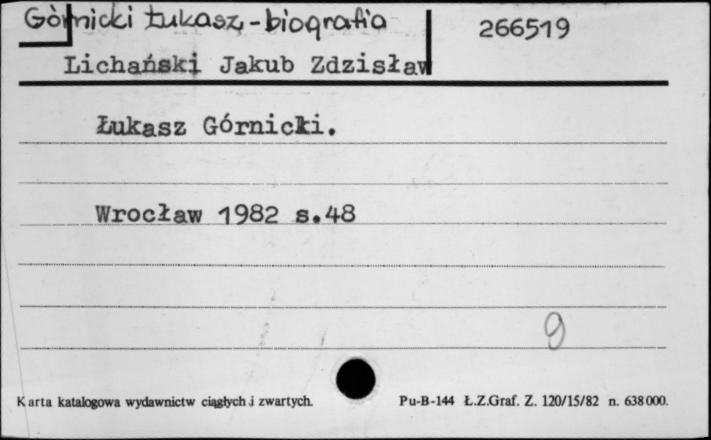 Górnicki Łukasz - biografia 266519
Lichański Jakub Zdzisław
Łukasz Górnicki.
Wrocław 1982 s.48
9
Karta katalogowa wydawnictw ciągłych i zwartych. Pu-B-144 Ł.Z.Graf. Z. 120/15/82 n. 638000.